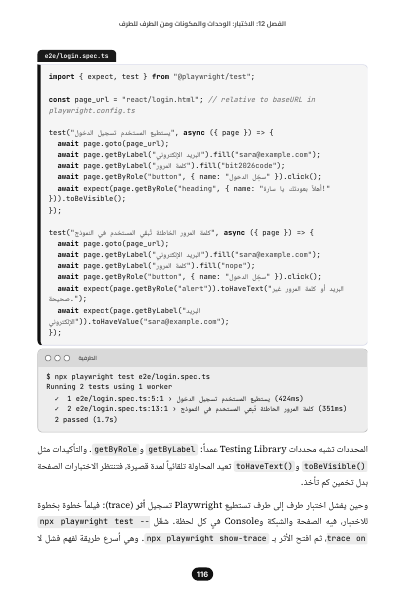 الفصل 12: الاختبار: الوحدات والمكونات ومن الطرف للطرف
e2e/login.spec.ts
import { expect, test } from "@playwright/test";
const page_url = "react/login.html"; // relative to baseURL in
playwright.config.ts
test("يستطيع المستخدم تسجيل الدخول", async ({ page }) => {
await page.goto(page_url);
await page.getByLabel("البريد الإلكتروني").fill("sara@example.com");
await page.getByLabel("كلمة المرور").fill("bit2026code");
await page.getByRole("button", { name: "سجّل الدخول" }).click();
await expect(page.getByRole("heading", { name: "أهلاً بعودتك يا سارة!"
})).toBeVisible();
});
test("كلمة المرور الخاطئة تُبقي المستخدم في النموذج", async ({ page }) => {
await page.goto(page_url);
await page.getByLabel("البريد الإلكتروني").fill("sara@example.com");
await page.getByLabel("كلمة المرور").fill("nope");
await page.getByRole("button", { name: "سجّل الدخول" }).click();
await expect(page.getByRole("alert")).toHaveText("البريد أو كلمة المرور غير
صحيحة.");
await expect(page.getByLabel("البريد
الإلكتروني")).toHaveValue("sara@example.com");
});
الطرفية
$ npx playwright test e2e/login.spec.ts
Running 2 tests using 1 worker
✓ 1 e2e/login.spec.ts:5:1 › يستطيع المستخدم تسجيل الدخول (424ms)
✓ 2 e2e/login.spec.ts:13:1 › كلمة المرور الخاطئة تُبقي المستخدم في النموذج (351ms)
2 passed (1.7s)
المحددات تشبه محددات Testing Library عمداً: getByLabel و getByRole. والتأكيدات مثل
toBeVisible() و toHaveText() تعيد المحاولة تلقائياً لمدة قصيرة، فتنتظر الاختبارات الصفحة
بدل تخمين كم تأخذ.
وحين يفشل اختبار طرف إلى طرف تستطيع Playwright تسجيل أثر (trace): فيلماً خطوة بخطوة
للاختبار، فيه الصفحة والشبكة وConsole في كل لحظة. شغّل npx playwright test --
trace on، ثم افتح الأثر بـ npx playwright show-trace. وهي أسرع طريقة لفهم فشل لا
116